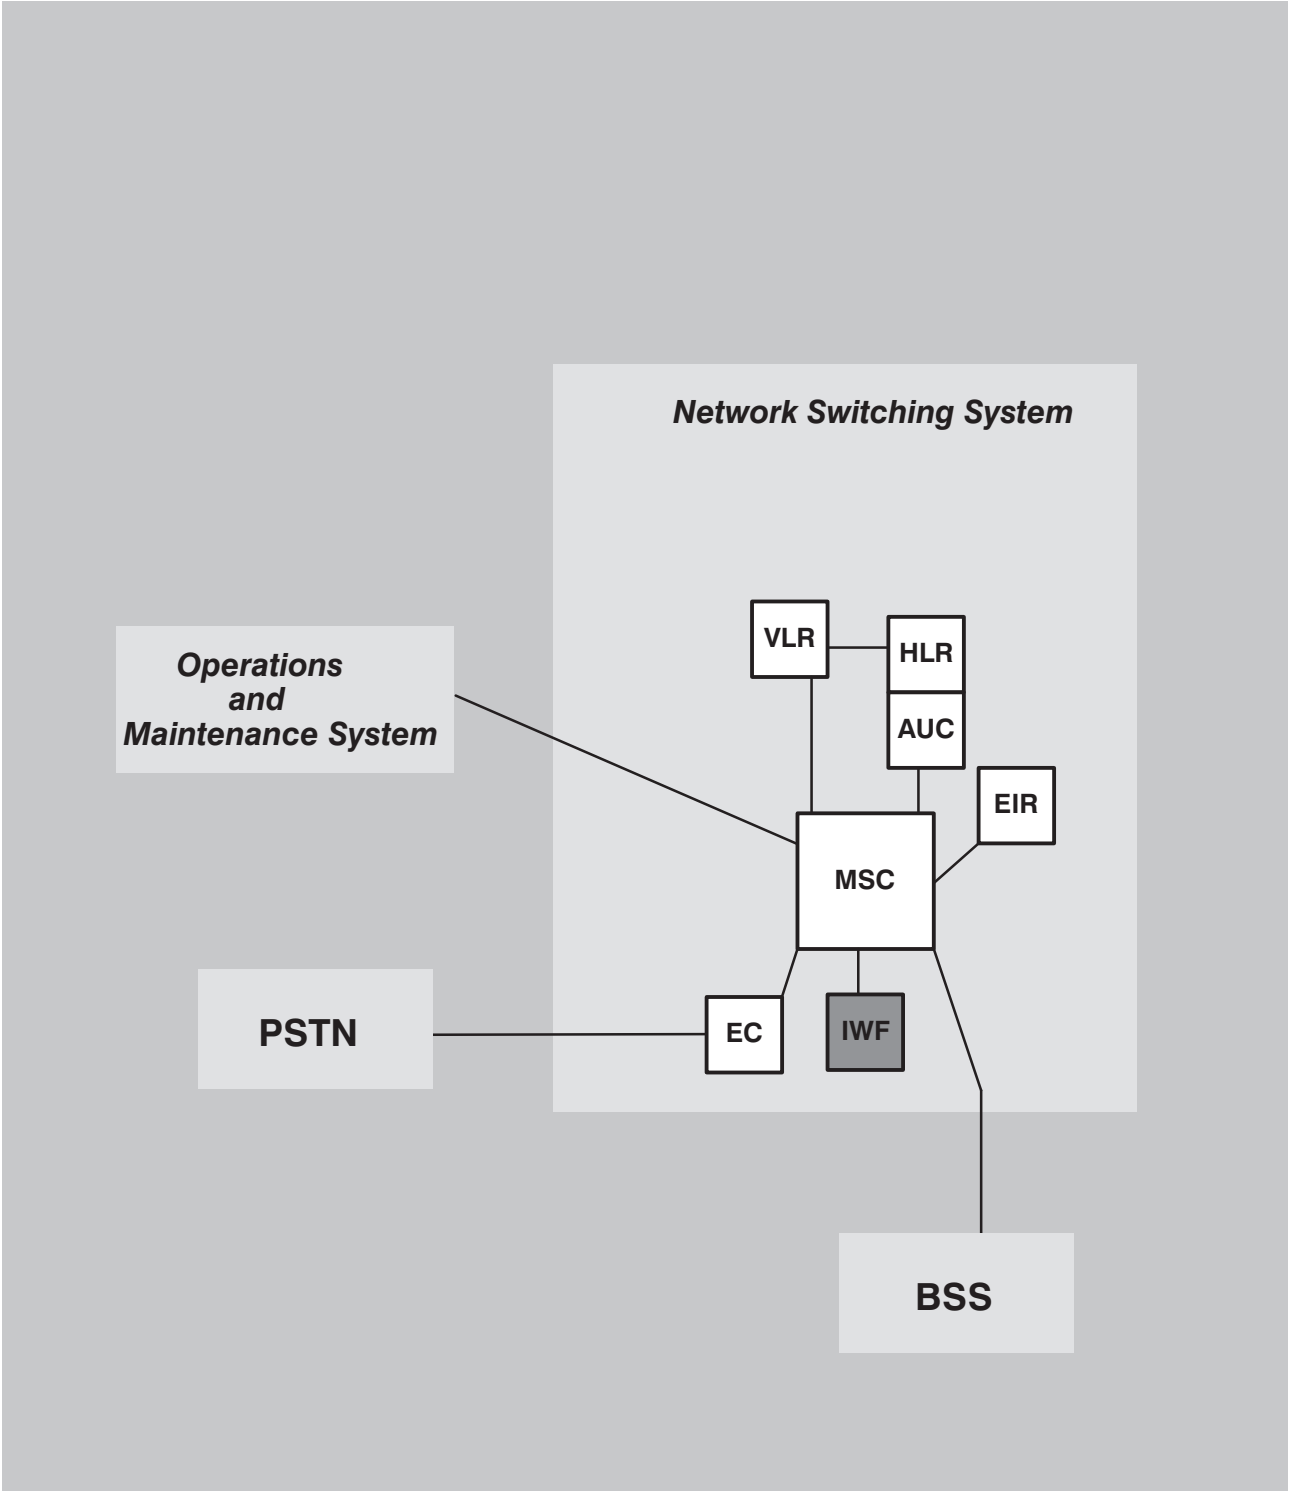 Network Switching System
VLR
HLR
Operations
and
Maintenance System
AUC
EIR
MSC
PSTN
EC
IWF
BSS